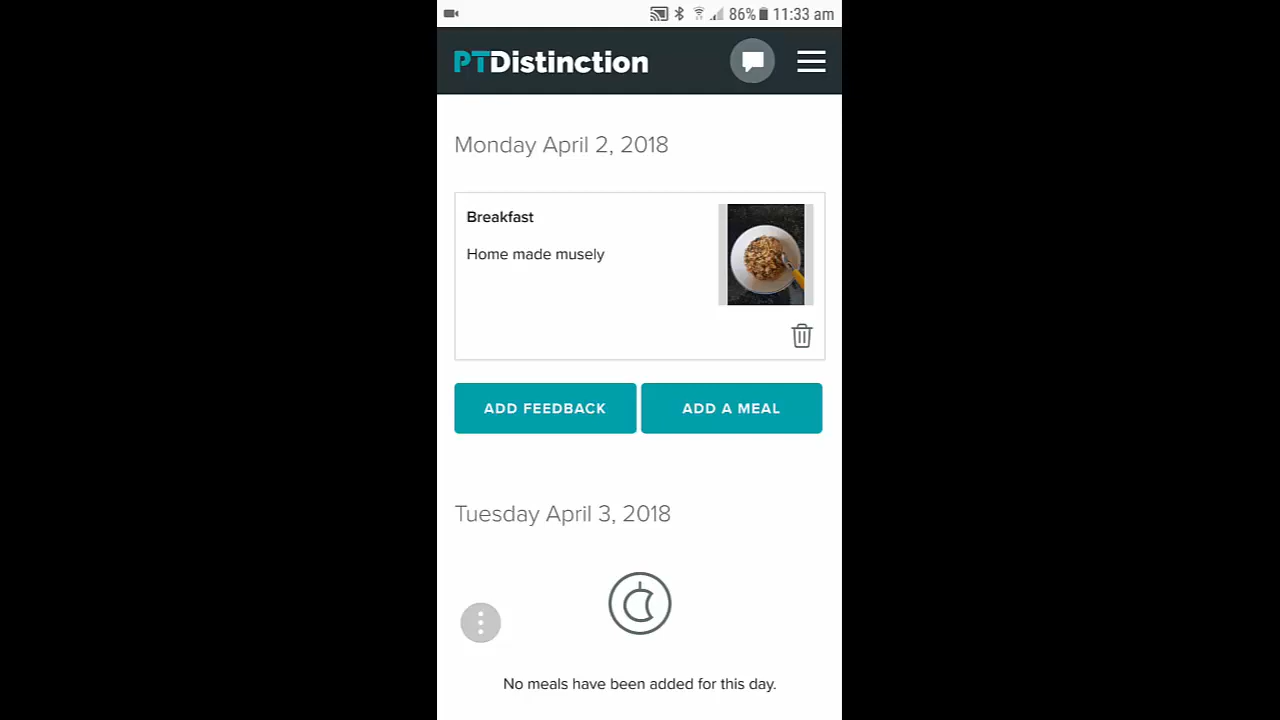 86% 11:33 am
PTDistinction
Monday April 2, 2018
Breakfast
Home made musely
ADD FEEDBACK ADD A MEAL
Tuesday April 3, 2018
No meals have been added for this day.